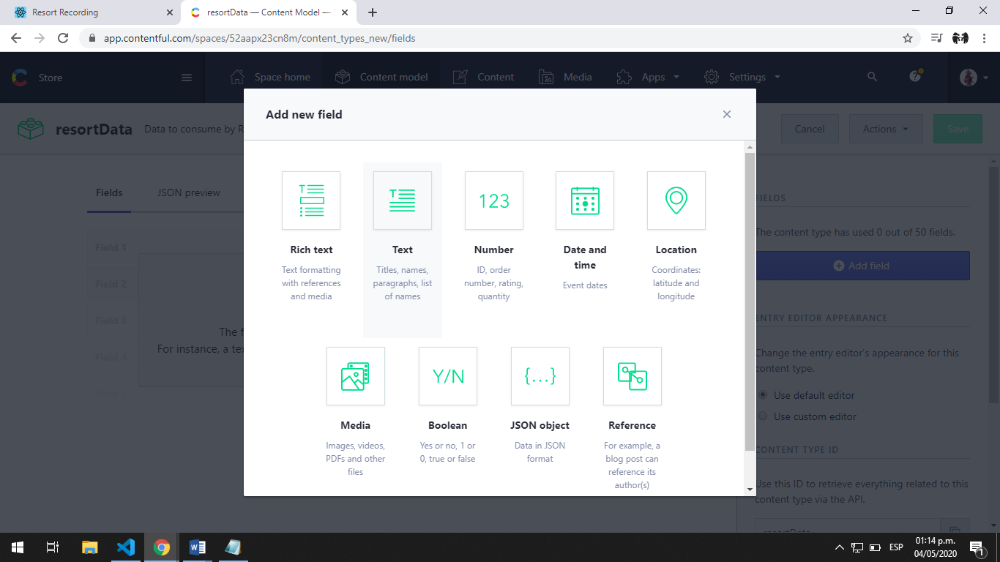 Resort Recording
resortData — Content Model —
app.contentful.com/spaces/52aapx23cn8m/content_types_new/fields
Store
Space home
Content model
Content
Media
Apps
Settings
Add new field
resortData
Data to consume by R
Cancel
Actions
Save
Fields
JSON preview
Field 1
Field 2
Field 3
Field 4
The f
For instance, a tex
T
Rich text
Text formatting
with references
and media
T
Text
Titles, names,
paragraphs, list
of names
123
Number
ID, order
number, rating,
quantity
Date and
time
Event dates
Location
Coordinates:
latitude and
longitude
Media
Images, videos,
PDFs and other
files
Y/N
Boolean
Yes or no, 1 or
0, true or false
{...}
JSON object
Data in JSON
format
Reference
For example, a
blog post can
reference its
author(s)
FIELDS
The content type has used 0 out of 50 fields.
Add field
ENTRY EDITOR APPEARANCE
Change the entry editor's appearance for this
content type.
Use default editor
Use custom editor
CONTENT TYPE ID
Use this ID to retrieve everything related to this
content type via the API.
resortData
ESP
01:14 p.m.
04/05/2020
1